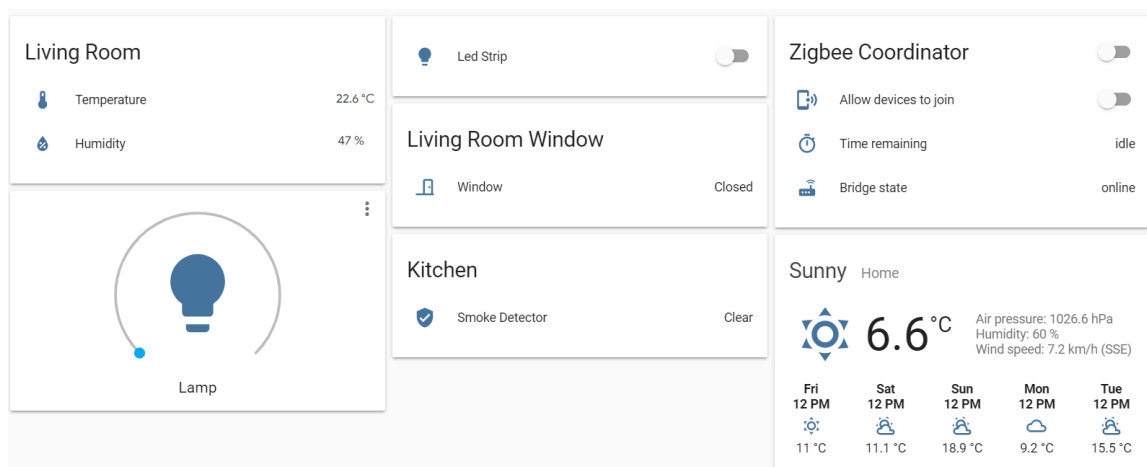 Living Room
Temperature 22.6 °C
Humidity 47 %
Lamp
Led Strip
Living Room Window
Window Closed
Kitchen
Smoke Detector Clear
Zigbee Coordinator
Allow devices to join
Time remaining idle
Bridge state online
Sunny Home
6.6 °C
Air pressure: 1026.6 hPa
Humidity: 60 %
Wind speed: 7.2 km/h (SSE)
Fri Sat Sun Mon Tue
12 PM 12 PM 12 PM 12 PM 12 PM
11 °C 11.1 °C 18.9 °C 9.2 °C 15.5 °C